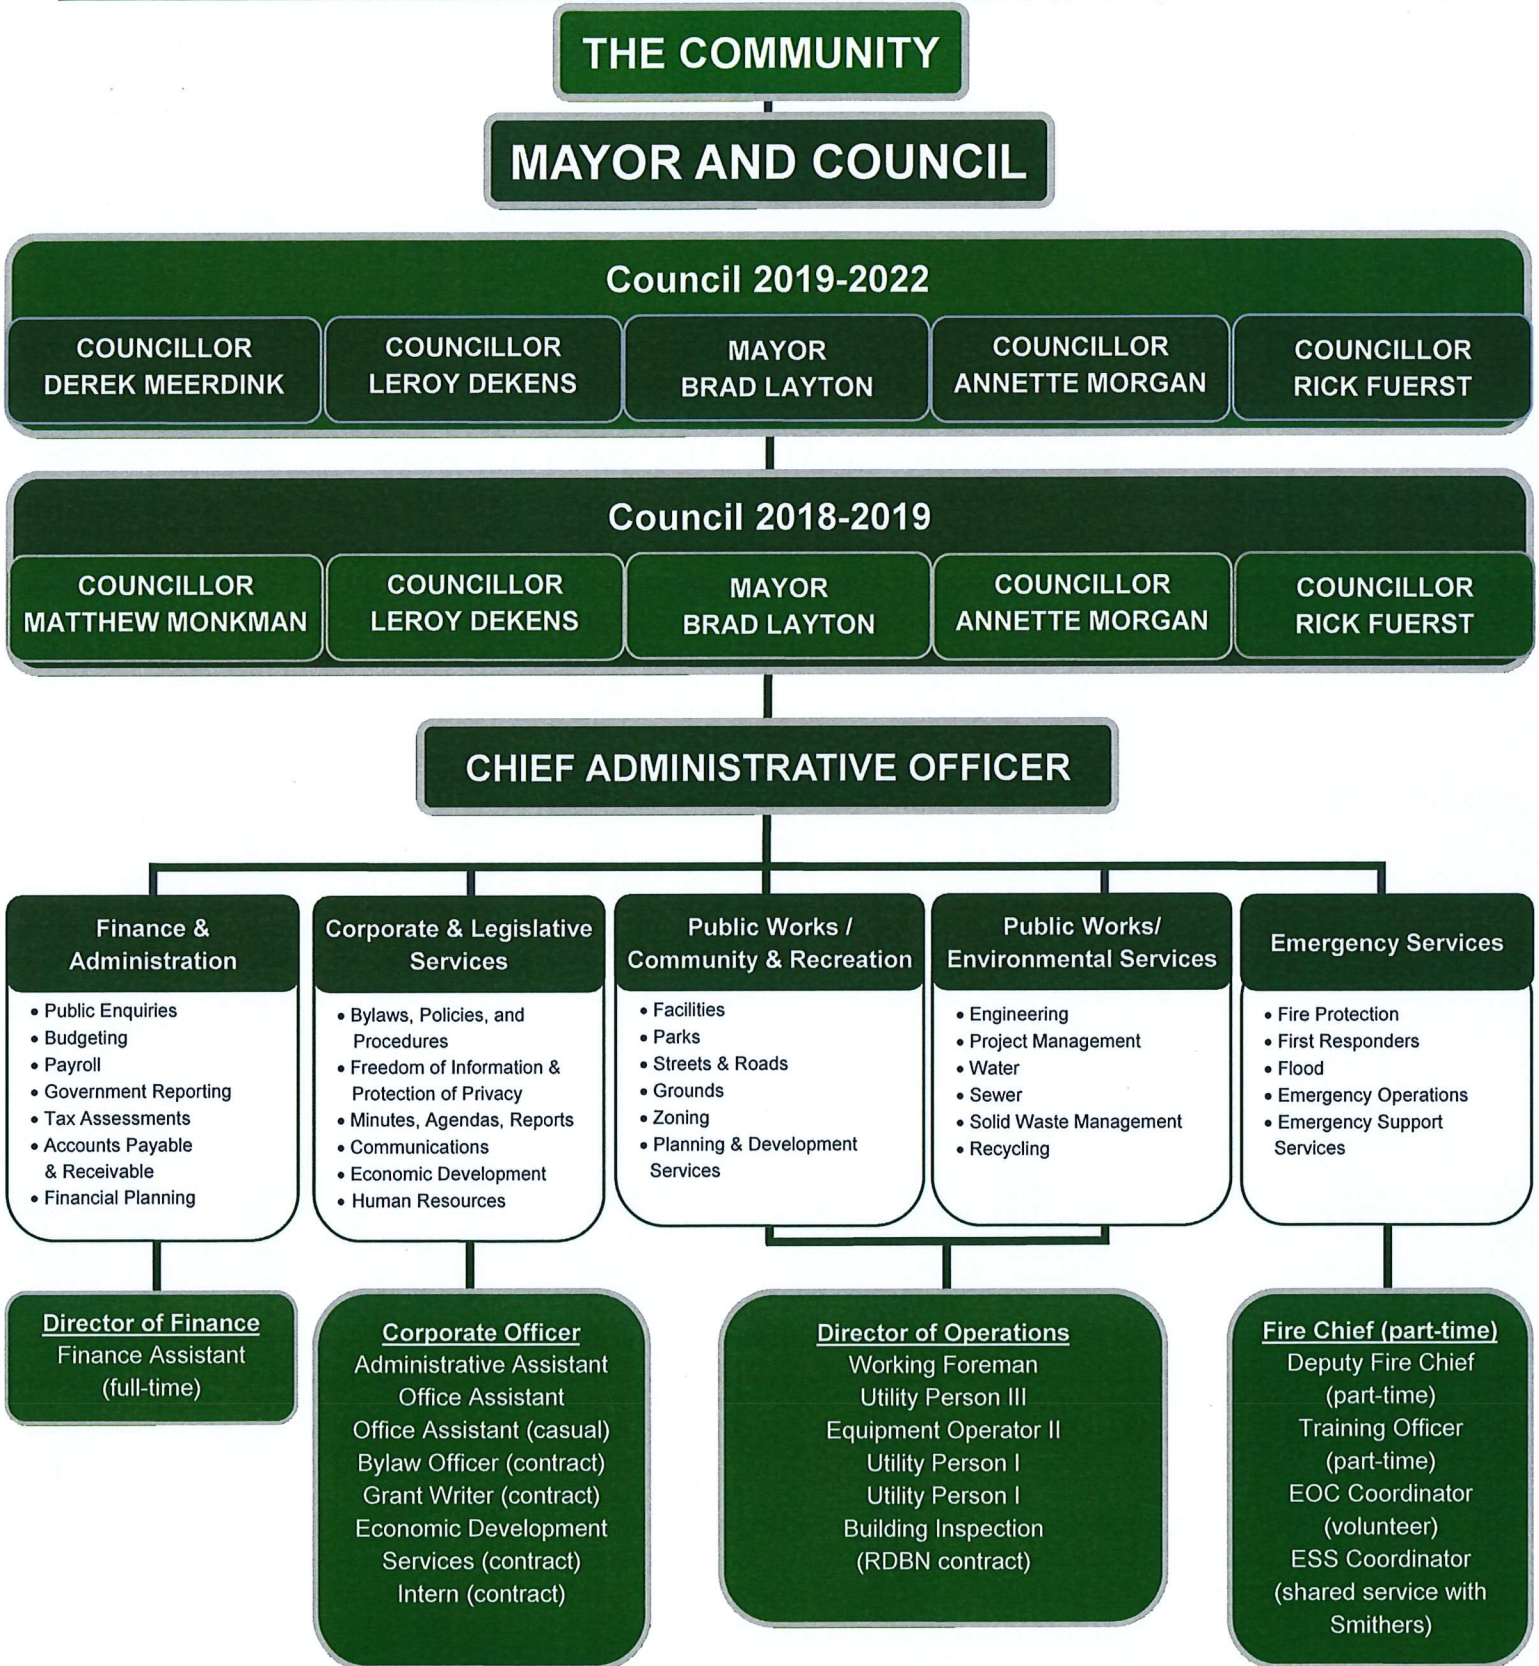 THE COMMUNITY
MAYOR AND COUNCIL
Council 2019-2022
COUNCILLOR
DEREK MEERDINK
COUNCILLOR
LEROY DEKENS
MAYOR
BRAD LAYTON
COUNCILLOR
ANNETTE MORGAN
COUNCILLOR
RICK FUERST
Council 2018-2019
COUNCILLOR
MATTHEW MONKMAN
COUNCILLOR
LEROY DEKENS
MAYOR
BRAD LAYTON
COUNCILLOR
ANNETTE MORGAN
COUNCILLOR
RICK FUERST
CHIEF ADMINISTRATIVE OFFICER
Finance &
Administration
• Public Enquiries
• Budgeting
• Payroll
• Government Reporting
• Tax Assessments
• Accounts Payable
& Receivable
• Financial Planning
Corporate & Legislative
Services
• Bylaws, Policies, and
Procedures
• Freedom of Information &
Protection of Privacy
• Minutes, Agendas, Reports
• Communications
• Economic Development
• Human Resources
Public Works /
Community & Recreation
• Facilities
• Parks
• Streets & Roads
• Grounds
• Zoning
• Planning & Development
Services
Public Works/
Environmental Services
• Engineering
• Project Management
• Water
• Sewer
• Solid Waste Management
• Recycling
Emergency Services
• Fire Protection
• First Responders
• Flood
• Emergency Operations
• Emergency Support
Services
Director of Finance
Finance Assistant
(full-time)
Corporate Officer
Administrative Assistant
Office Assistant
Office Assistant (casual)
Bylaw Officer (contract)
Grant Writer (contract)
Economic Development
Services (contract)
Intern (contract)
Director of Operations
Working Foreman
Utility Person III
Equipment Operator II
Utility Person I
Utility Person I
Building Inspection
(RDBN contract)
Fire Chief (part-time)
Deputy Fire Chief
(part-time)
Training Officer
(part-time)
EOC Coordinator
(volunteer)
ESS Coordinator
(shared service with
Smithers)